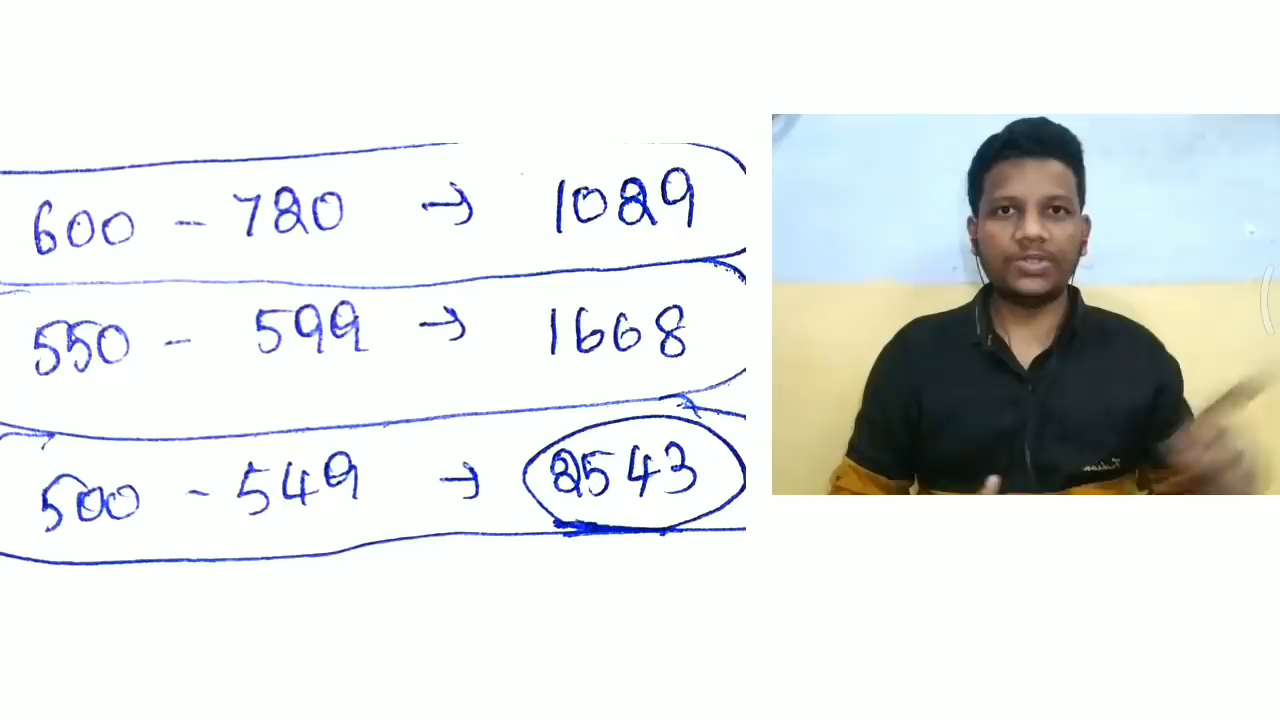 600 - 720 → 1029
550 - 599 → 1668
500 - 549 → 2543